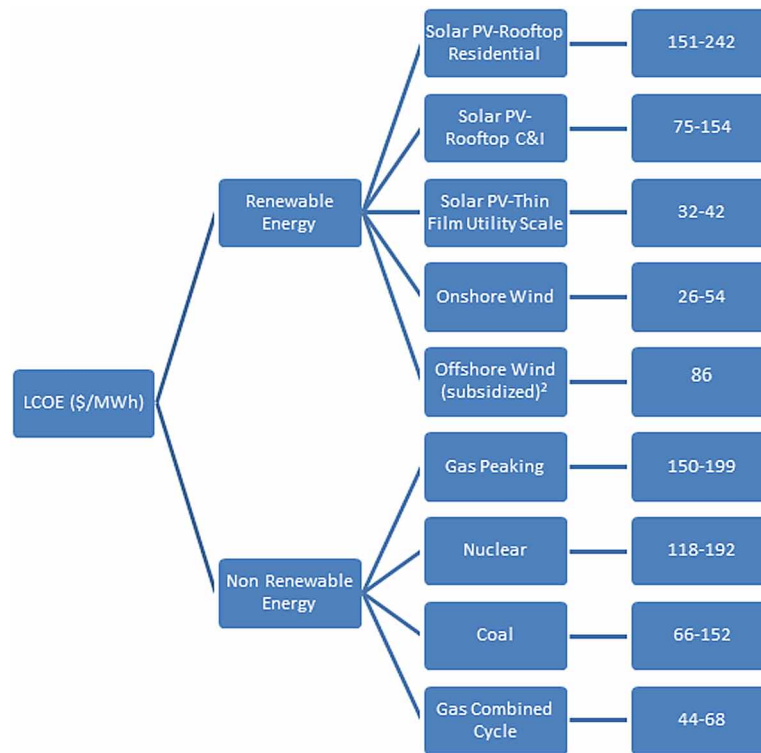 Solar PV-Rooftop
Residential
151-242
Solar PV-
Rooftop C&I
75-154
Renewable
Energy
Solar PV-Thin
Film Utility Scale
32-42
Onshore Wind
26-54
Offshore Wind
(subsidized)²
86
LCOE ($/MWh)
Gas Peaking
150-199
Nuclear
118-192
Non Renewable
Energy
Coal
66-152
Gas Combined
Cycle
44-68